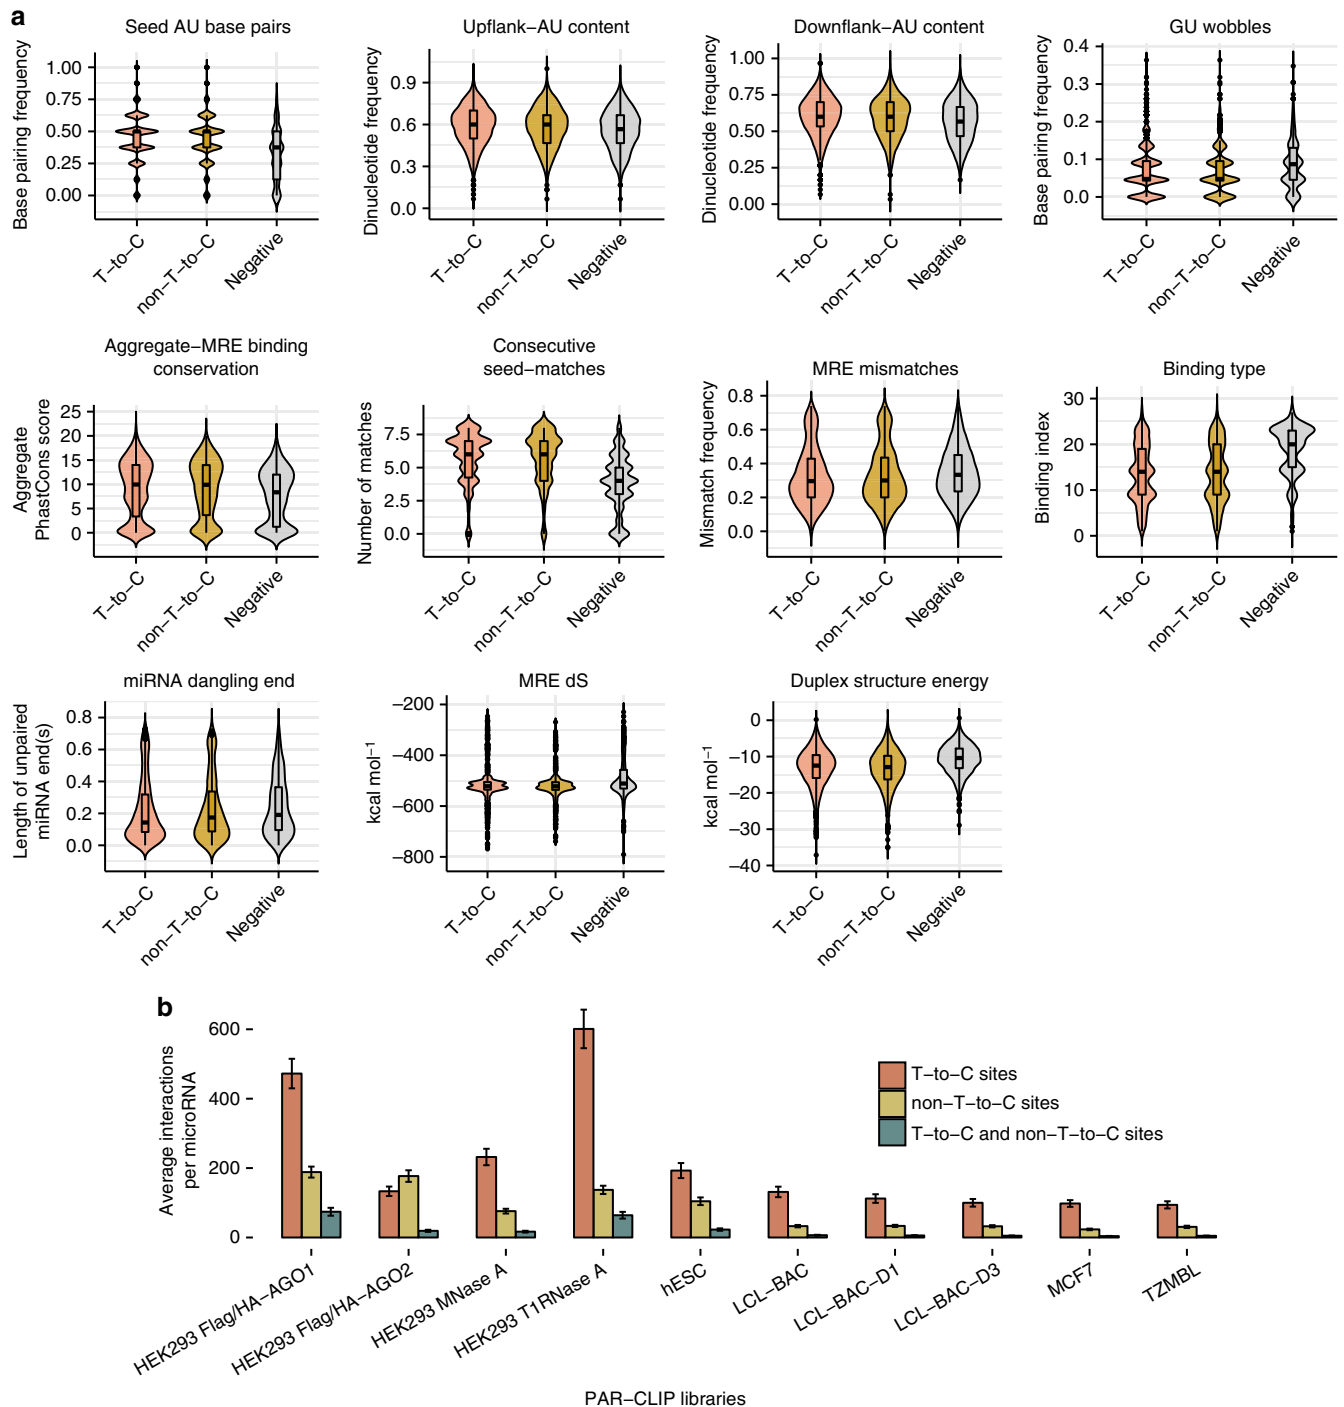 a
Seed AU base pairs
Base pairing frequency
1.00
0.75
0.50
0.25
0.00
T−to−C
non−T−to−C
Negative
Upflank−AU content
Dinucleotide frequency
0.9
0.6
0.3
0.0
T−to−C
non−T−to−C
Negative
Downflank−AU content
Dinucleotide frequency
1.00
0.75
0.50
0.25
0.00
T−to−C
non−T−to−C
Negative
GU wobbles
Base pairing frequency
0.4
0.3
0.2
0.1
0.0
T−to−C
non−T−to−C
Negative
Aggregate−MRE binding
conservation
Aggregate
PhastCons score
25
20
15
10
5
0
T−to−C
non−T−to−C
Negative
Consecutive
seed−matches
Number of matches
7.5
5.0
2.5
0.0
T−to−C
non−T−to−C
Negative
MRE mismatches
Mismatch frequency
0.8
0.6
0.4
0.2
0.0
T−to−C
non−T−to−C
Negative
Binding type
Binding index
30
20
10
0
T−to−C
non−T−to−C
Negative
miRNA dangling end
Length of unpaired
miRNA end(s)
0.8
0.6
0.4
0.2
0.0
T−to−C
non−T−to−C
Negative
MRE dS
kcal mol−1
−200
−400
−600
−800
T−to−C
non−T−to−C
Negative
Duplex structure energy
kcal mol−1
0
−10
−20
−30
−40
T−to−C
non−T−to−C
Negative
b
Average interactions
per microRNA
600
400
200
0
T−to−C sites
non−T−to−C sites
T−to−C and non−T−to−C sites
HEK293 Flag/HA−AGO1
HEK293 Flag/HA−AGO2
HEK293 MNase A
HEK293 T1RNase A
hESC
LCL−BAC
LCL−BAC−D1
LCL−BAC−D3
MCF7
TZMBL
PAR−CLIP libraries